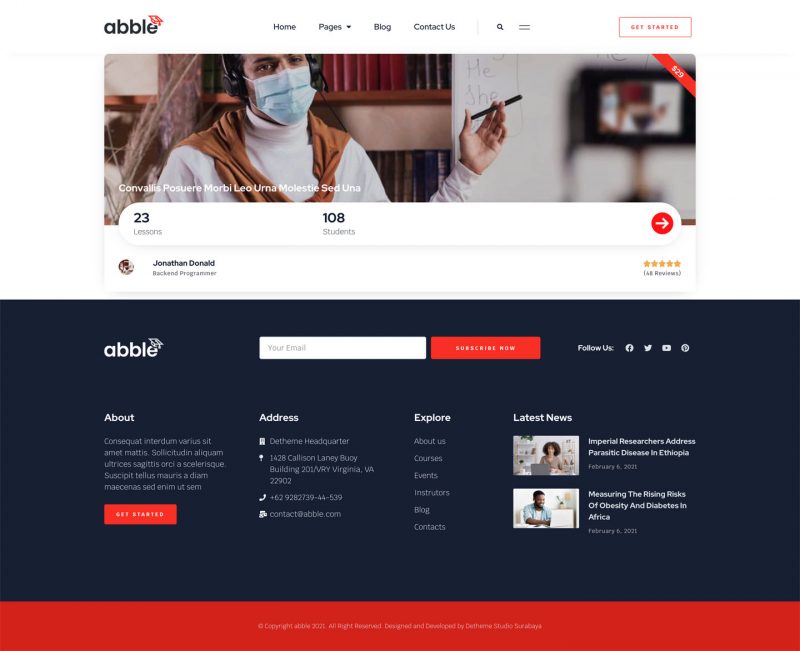 abble
Home
Pages
Blog
Contact Us
GET STARTED
$29
He
She
Convallis Posuere Morbi Leo Urna Molestie Sed Una
23
Lessons
108
Students
Jonathan Donald
Backend Programmer
(48 Reviews)
abble
Your Email
SUBSCRIBE NOW
Follow Us:
About
Consequat interdum varius sit
amet mattis. Sollicitudin aliquam
ultrices sagittis orci a scelerisque.
Suscipit tellus mauris a diam
maecenas sed enim ut sem
GET STARTED
Address
Detheme Headquarter
1428 Callison Laney Buoy
Building 201/VRY Virginia, VA
22902
+62 9282739-44-539
contact@abble.com
Explore
About us
Courses
Events
Instrutors
Blog
Contacts
Latest News
Imperial Researchers Address
Parasitic Disease In Ethiopia
February 6, 2021
Measuring The Rising Risks
Of Obesity And Diabetes In
Africa
February 6, 2021
© Copyright abble 2021. All Right Reserved. Designed and Developed by Detheme Studio Surabaya